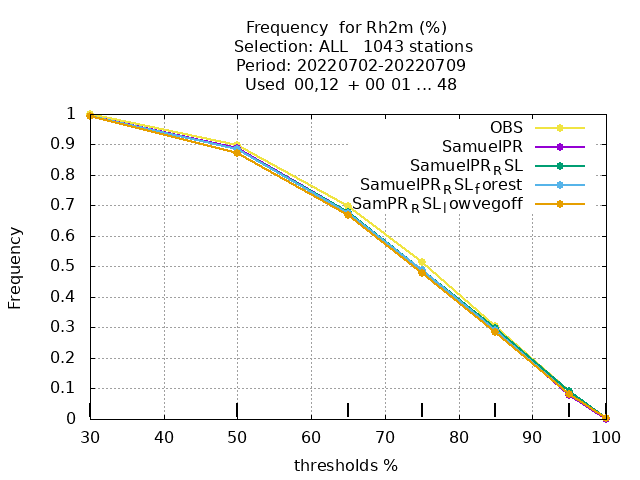 Frequency for Rh2m (%)
Selection: ALL 1043 stations
Period: 20220702-20220709
Used 00,12 + 00 01 ... 48
OBS
SamuelPR
SamuelPR_RSL
SamuelPR_RSL_forest
SamPR_RSL_lowvegoff
1
0.9
0.8
0.7
0.6
0.5
0.4
0.3
0.2
0.1
0
Frequency
30 40 50 60 70 80 90 100
thresholds %